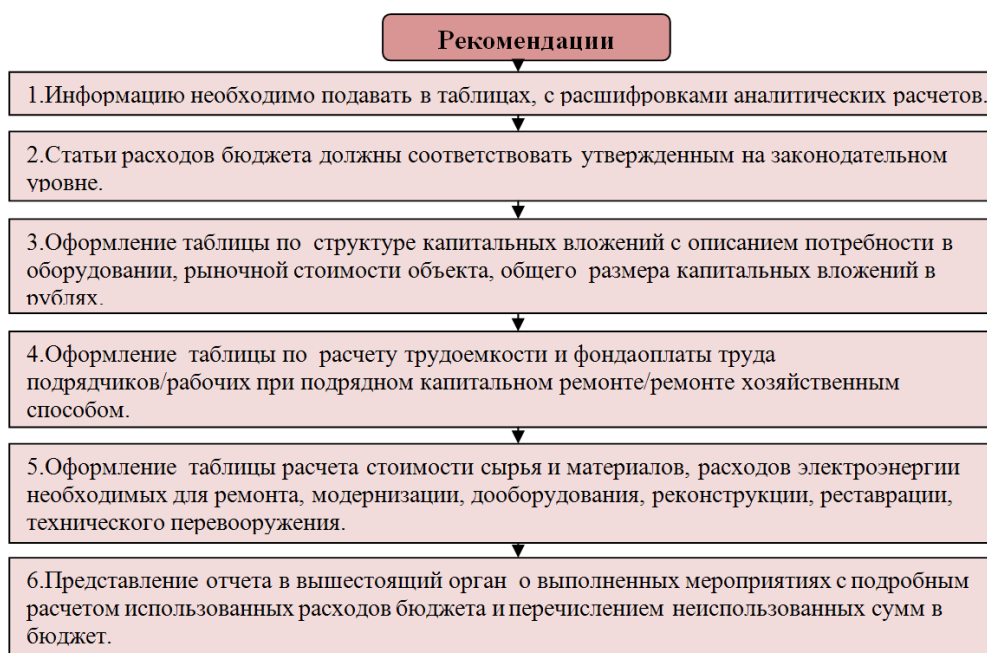 Рекомендации
1.Информацию необходимо подавать в таблицах, с расшифровками аналитических расчетов.
2.Статьи расходов бюджета должны соответствовать утвержденным на законодательном
уровне.
3.Оформление таблицы по структуре капитальных вложений с описанием потребности в
оборудовании, рыночной стоимости объекта, общего размера капитальных вложений в
рублях.
4.Оформление таблицы по расчету трудоемкости и фондаоплаты труда
подрядчиков/рабочих при подрядном капитальном ремонте/ремонте хозяйственным
способом.
5.Оформление таблицы расчета стоимости сырья и материалов, расходов электроэнергии
необходимых для ремонта, модернизации, дооборудования, реконструкции, реставрации,
технического перевооружения.
6.Представление отчета в вышестоящий орган о выполненных мероприятиях с подробным
расчетом использованных расходов бюджета и перечислением неиспользованных сумм в
бюджет.